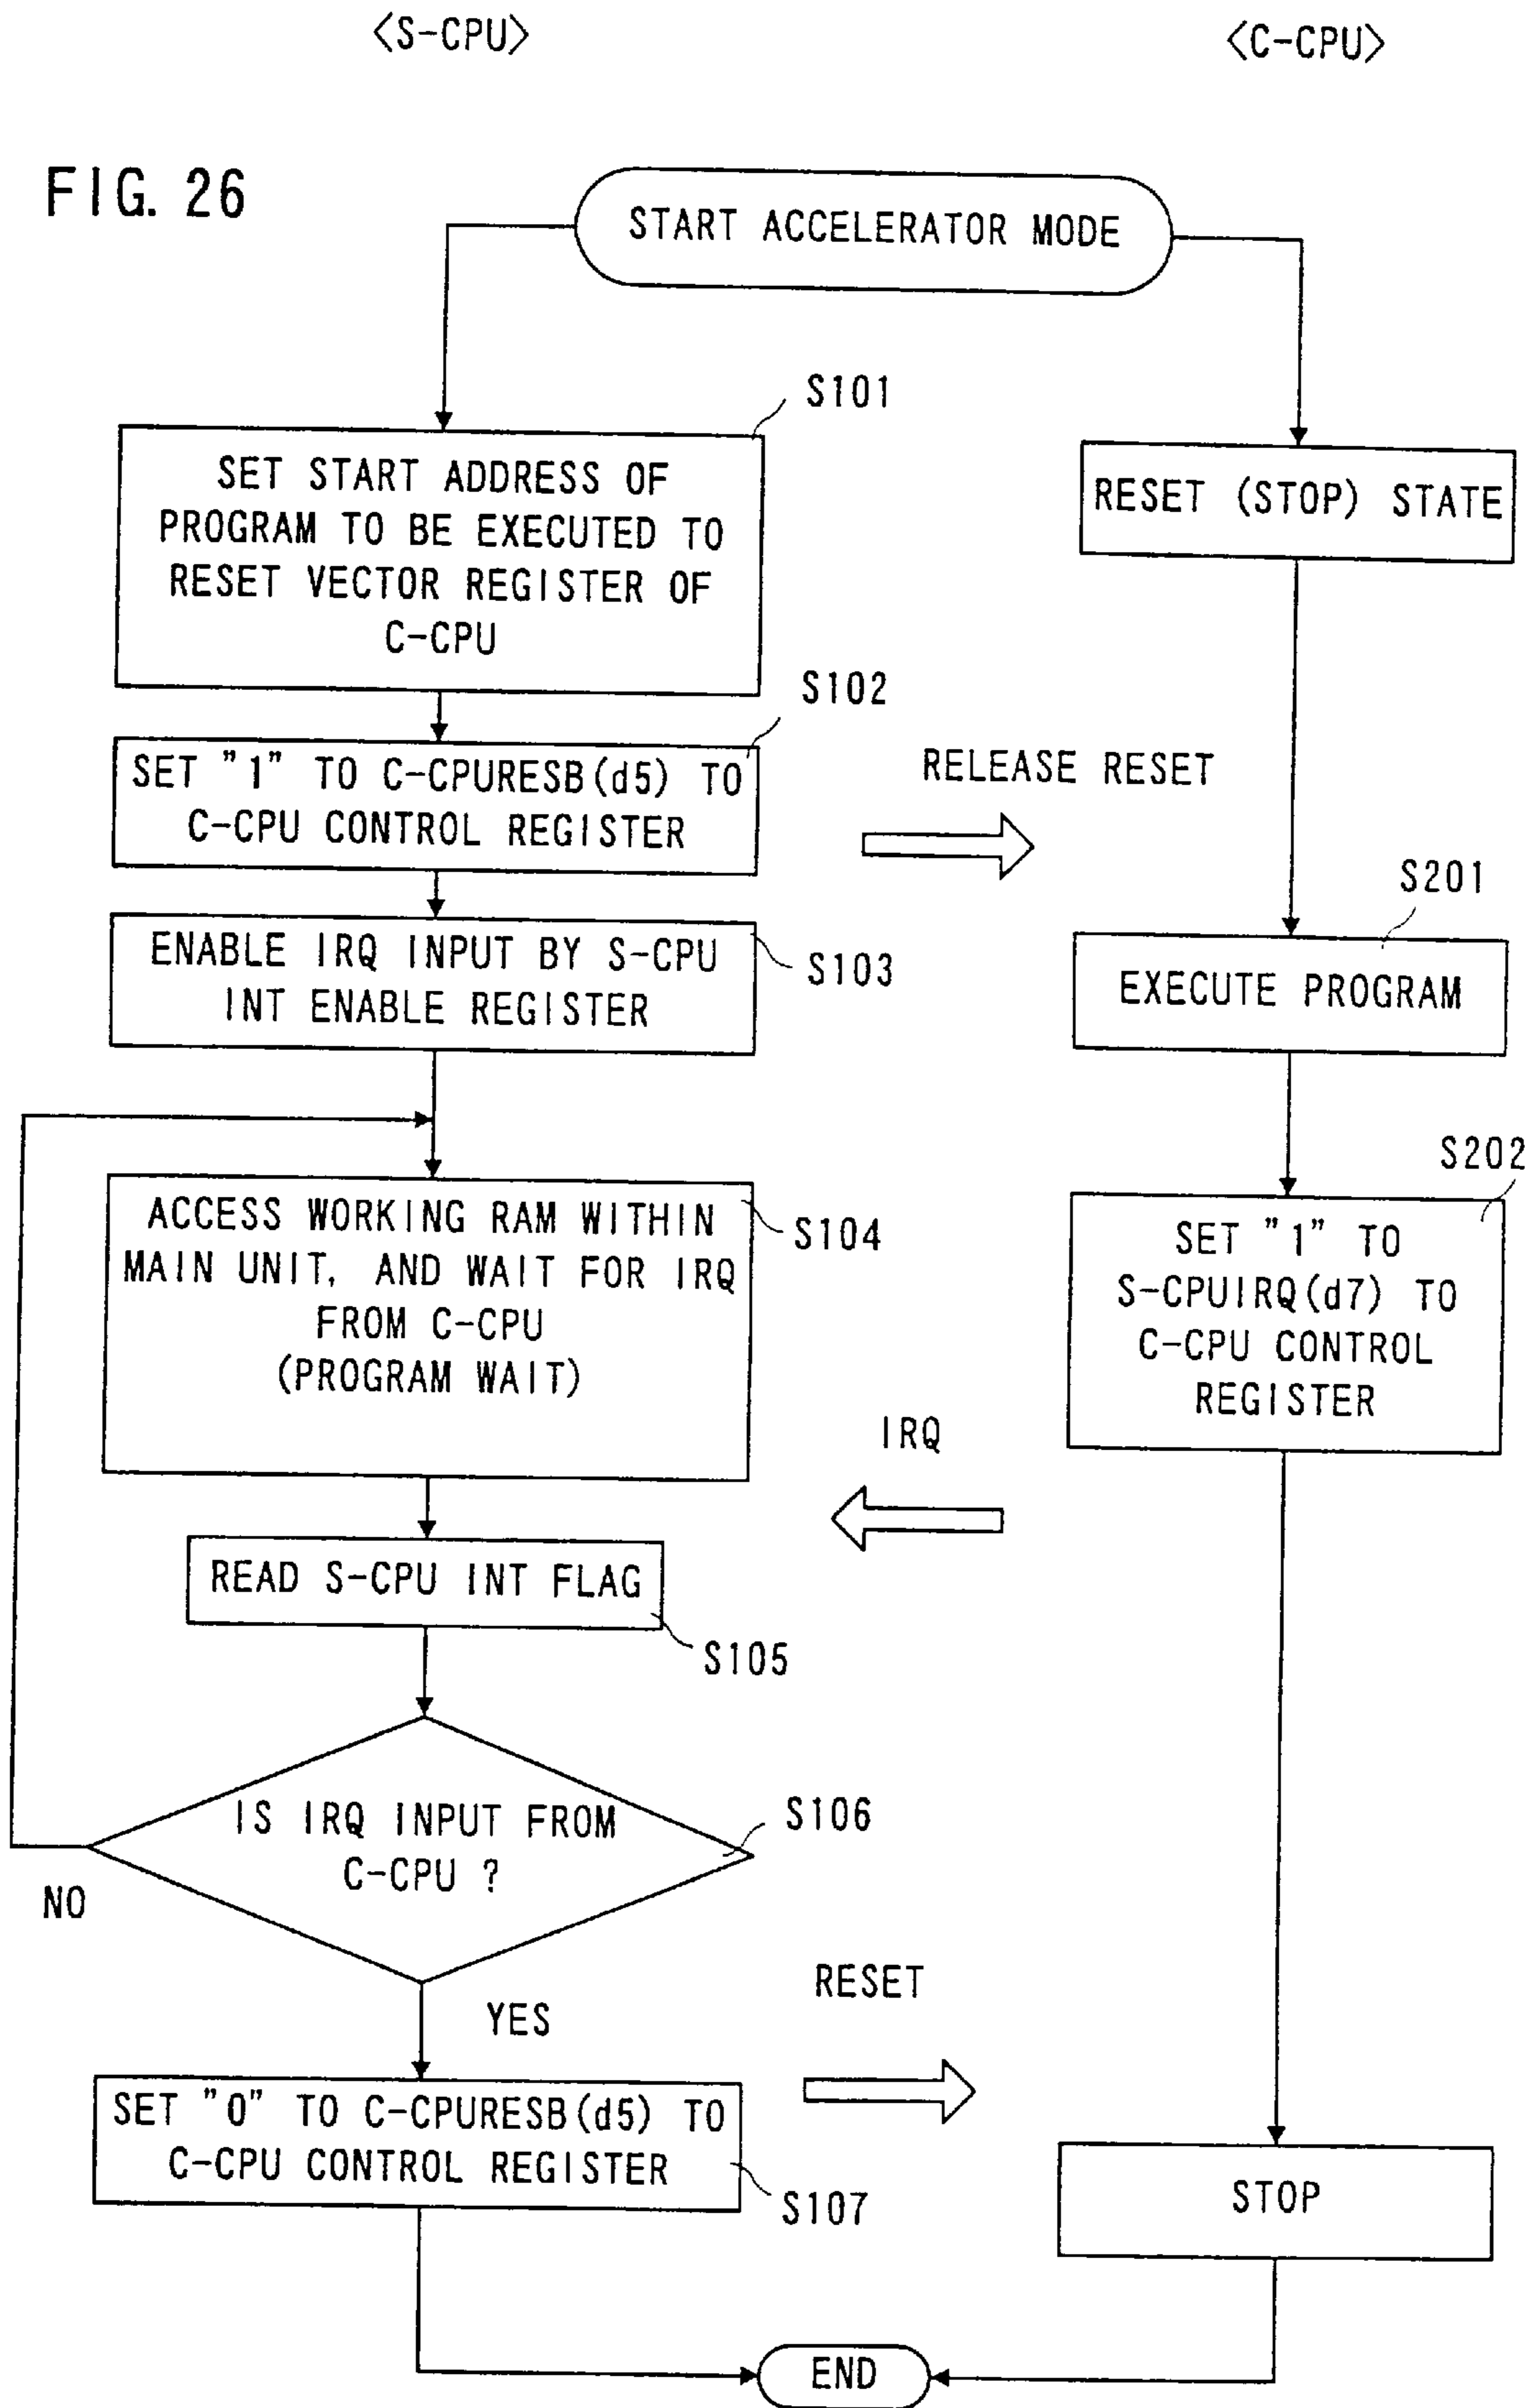 <S-CPU>
<C-CPU>
FIG. 26
START ACCELERATOR MODE
S101
SET START ADDRESS OF
PROGRAM TO BE EXECUTED TO
RESET VECTOR REGISTER OF
C-CPU
RESET (STOP) STATE
S102
SET "1" TO C-CPURESB(d5) TO
C-CPU CONTROL REGISTER
RELEASE RESET
S103
ENABLE IRQ INPUT BY S-CPU
INT ENABLE REGISTER
S201
EXECUTE PROGRAM
S104
ACCESS WORKING RAM WITHIN
MAIN UNIT, AND WAIT FOR IRQ
FROM C-CPU
(PROGRAM WAIT)
S202
SET "1" TO
S-CPUIRQ(d7) TO
C-CPU CONTROL
REGISTER
IRQ
READ S-CPU INT FLAG
S105
IS IRQ INPUT FROM
C-CPU ?
S106
NO
YES
RESET
SET "0" TO C-CPURESB(d5) TO
C-CPU CONTROL REGISTER
S107
STOP
END